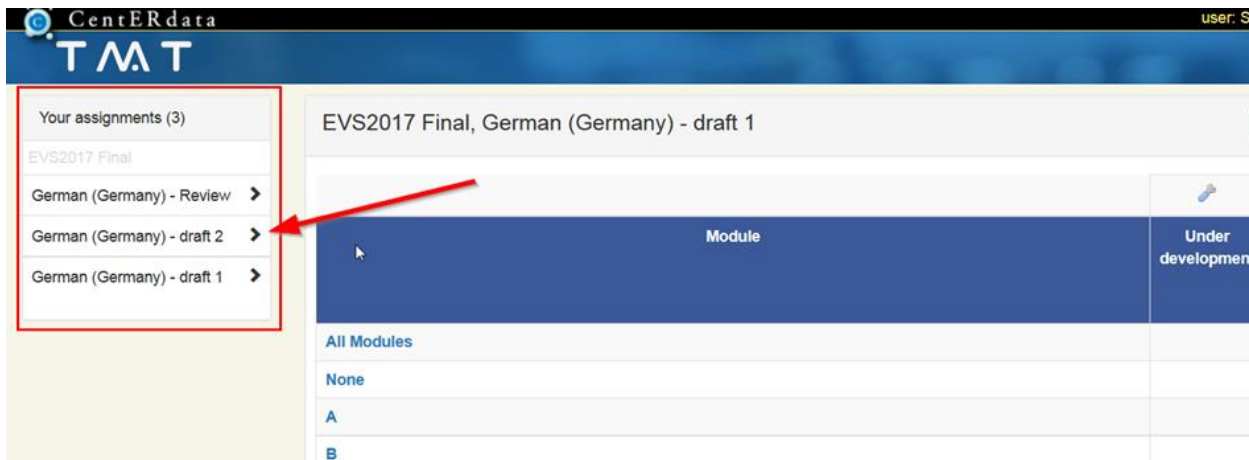 CentERdata
user: S
TMT
Your assignments (3)
EVS2017 Final
German (Germany) - Review
German (Germany) - draft 2
German (Germany) - draft 1
EVS2017 Final, German (Germany) - draft 1
Module
Under
developmen
All Modules
None
A
B